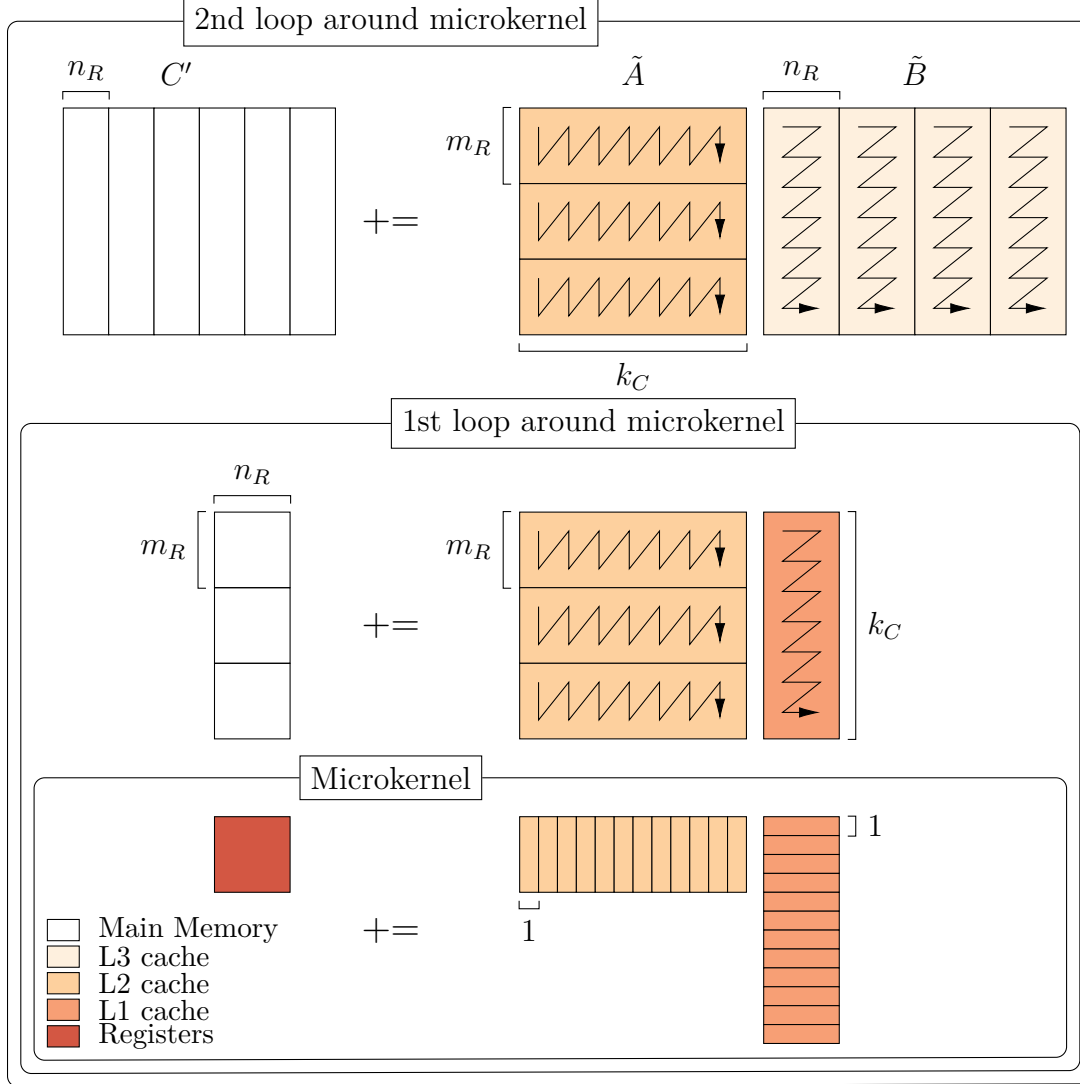 2nd loop around microkernel
n_R C′ Ã n_R B̃
m_R
+=
k_C
1st loop around microkernel
n_R
m_R m_R
+= k_C
Microkernel
1
Main Memory += 1
L3 cache
L2 cache
L1 cache
Registers